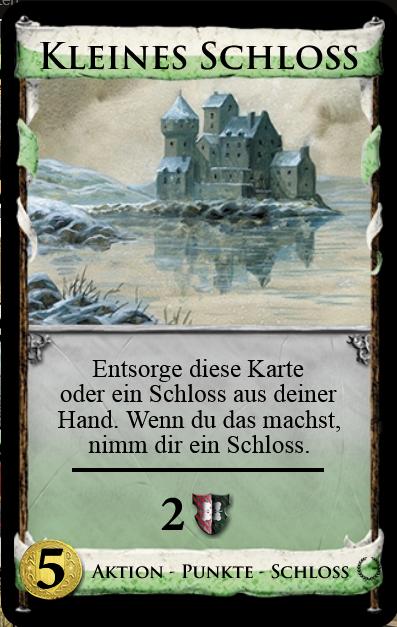 Kleines Schloss
Entsorge diese Karte
oder ein Schloss aus deiner
Hand. Wenn du das machst,
nimm dir ein Schloss.
2
5
Aktion - Punkte - Schloss